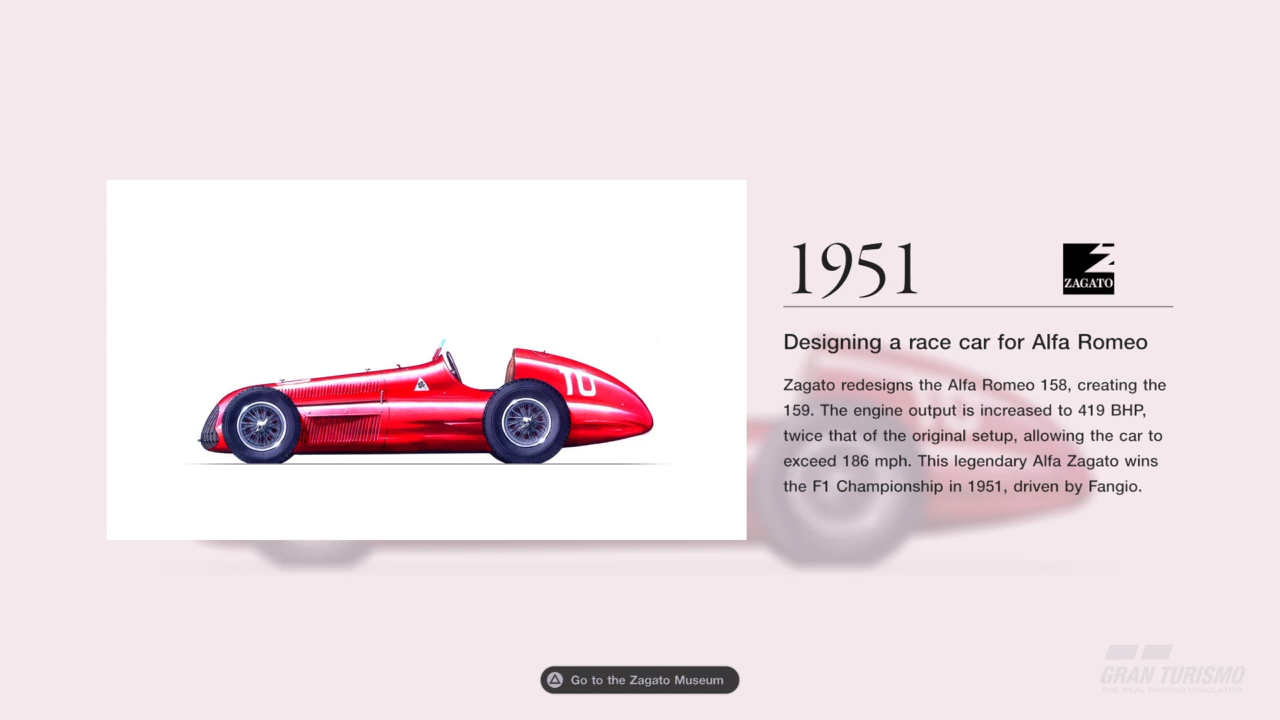 1951
ZAGATO
Designing a race car for Alfa Romeo
Zagato redesigns the Alfa Romeo 158, creating the
159. The engine output is increased to 419 BHP,
twice that of the original setup, allowing the car to
exceed 186 mph. This legendary Alfa Zagato wins
the F1 Championship in 1951, driven by Fangio.
10
Go to the Zagato Museum
GRAN TURISMO
THE REAL DRIVING SIMULATOR